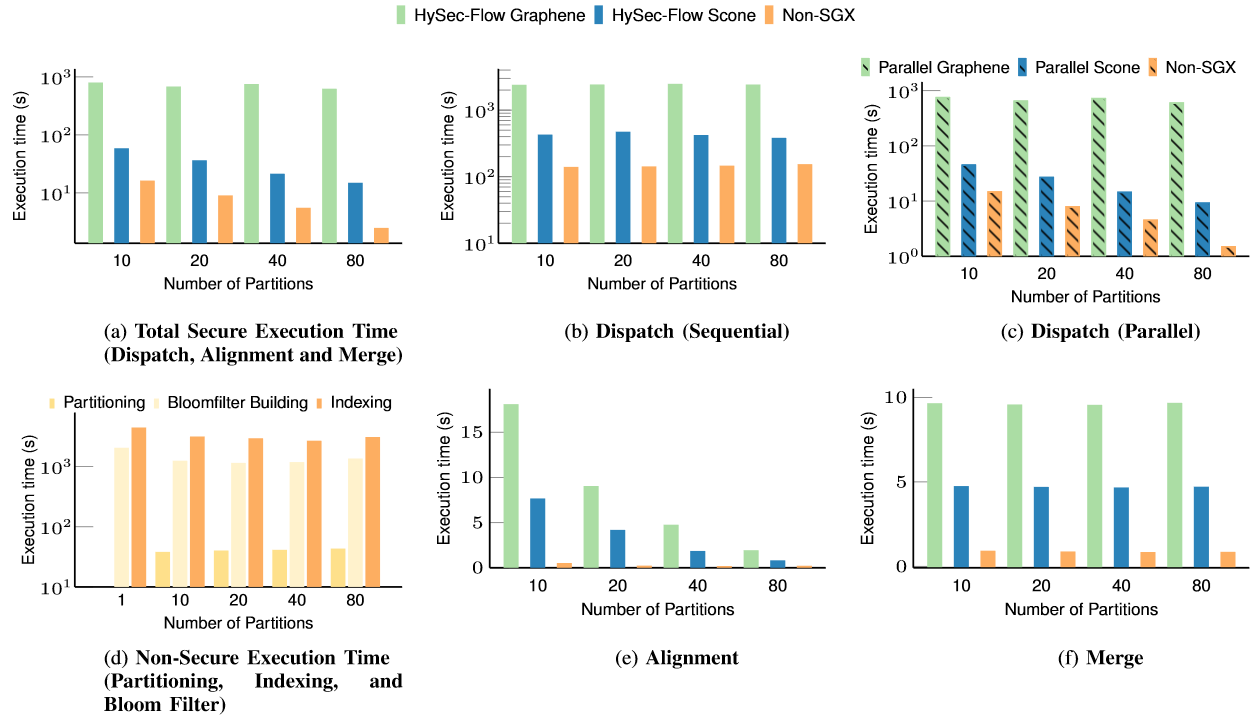 HySec-Flow Graphene HySec-Flow Scone Non-SGX
Execution time (s)
10³
10²
10¹
10 20 40 80
Number of Partitions
(a) Total Secure Execution Time
(Dispatch, Alignment and Merge)
Execution time (s)
10³
10²
10¹
10 20 40 80
Number of Partitions
(b) Dispatch (Sequential)
Parallel Graphene Parallel Scone Non-SGX
Execution time (s)
10³
10²
10¹
10⁰
10 20 40 80
Number of Partitions
(c) Dispatch (Parallel)
Partitioning Bloomfilter Building Indexing
Execution time (s)
10³
10²
10¹
1 10 20 40 80
Number of Partitions
(d) Non-Secure Execution Time
(Partitioning, Indexing, and
Bloom Filter)
Execution time (s)
15
10
5
0
10 20 40 80
Number of Partitions
(e) Alignment
Execution time (s)
10
5
0
10 20 40 80
Number of Partitions
(f) Merge